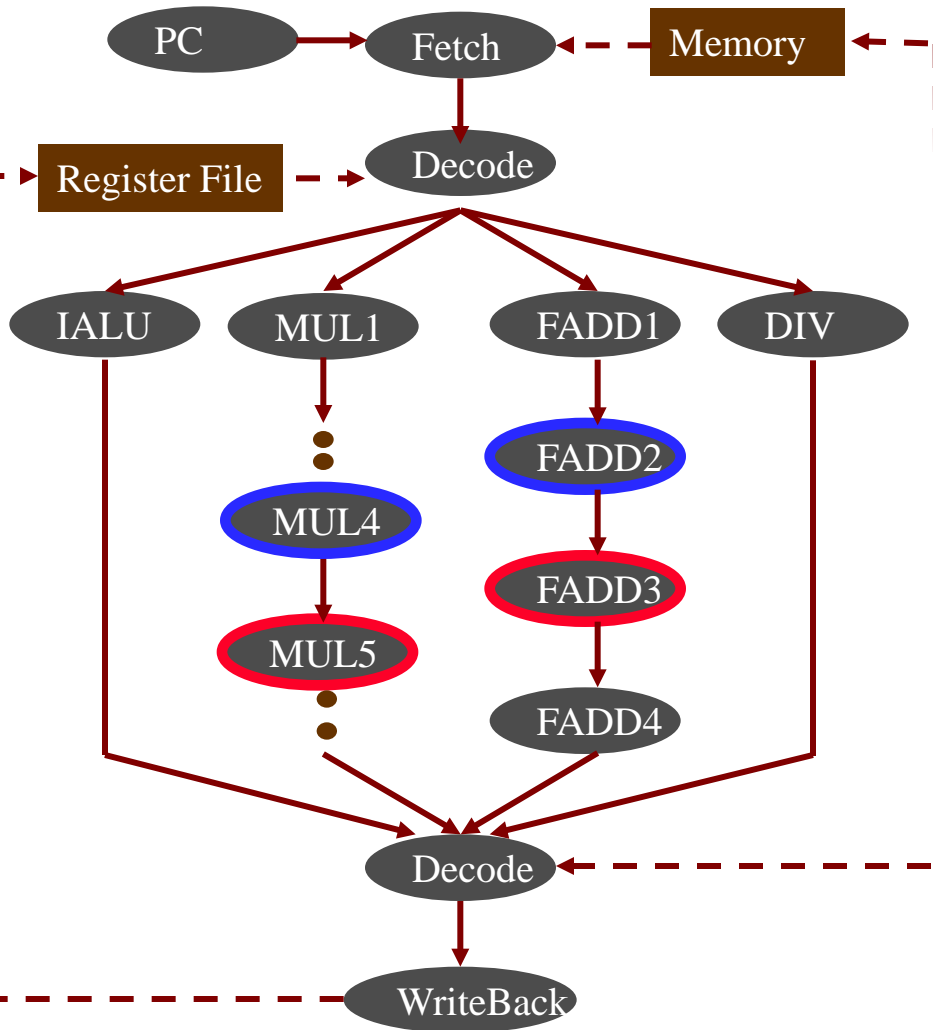 PC
Fetch
Memory
Decode
Register File
IALU
MUL1
FADD1
DIV
FADD2
MUL4
FADD3
MUL5
FADD4
Decode
WriteBack